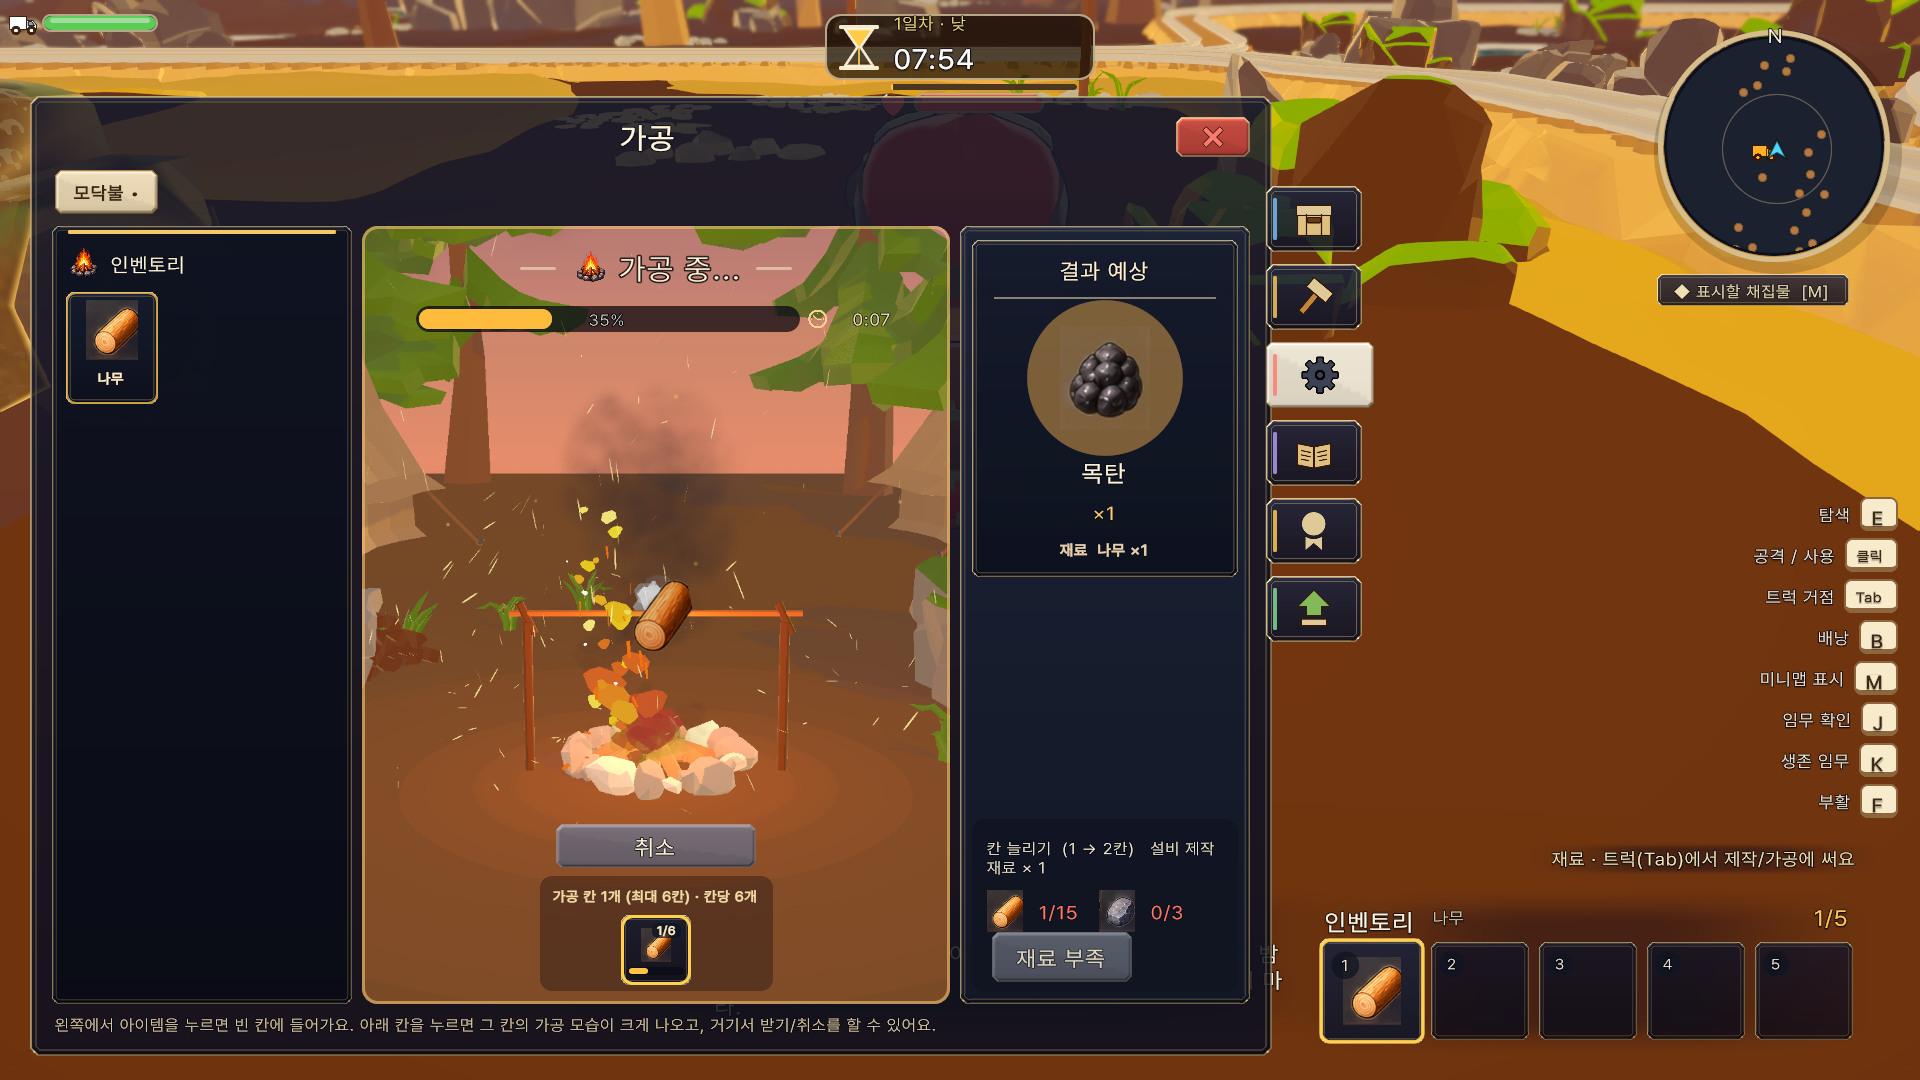 1일차 · 낮
07:54
N
가공
모닥불 •
인벤토리
나무
가공 중...
35%
0:07
취소
가공 칸 1개 (최대 6칸) · 칸당 6개
1/6
결과 예상
목탄
×1
재료 나무 ×1
칸 늘리기 (1 → 2칸) 설비 제작
재료 × 1
1/15
0/3
재료 부족
왼쪽에서 아이템을 누르면 빈 칸에 들어가요. 아래 칸을 누르면 그 칸의 가공 모습이 크게 나오고, 거기서 받기/취소를 할 수 있어요.
◆ 표시할 채집물 [M]
탐색 E
공격 / 사용 클릭
트럭 거점 Tab
배낭 B
미니맵 표시 M
임무 확인 J
생존 임무 K
부활 F
재료 · 트럭(Tab)에서 제작/가공에 써요
인벤토리 나무 1/5
1
2
3
4
5
밤
마